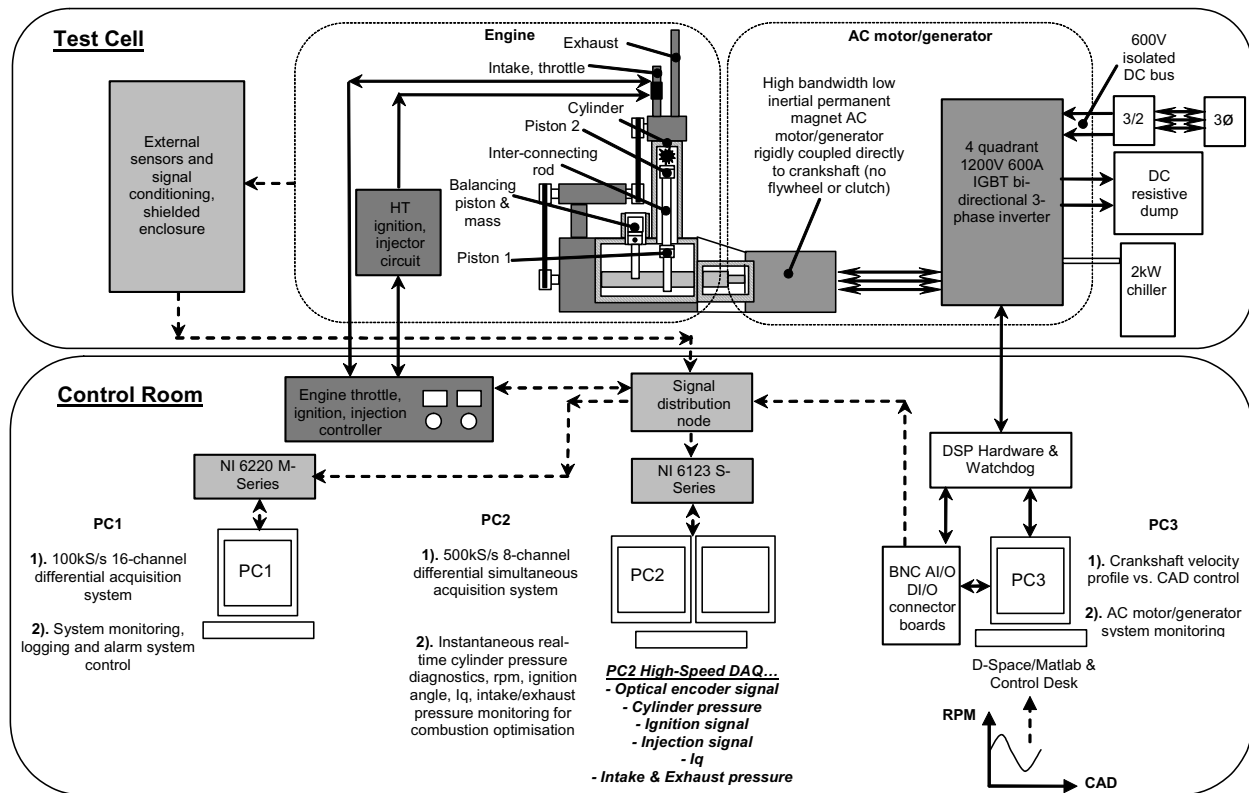 Test Cell
Engine
AC motor/generator
External
sensors and
signal
conditioning,
shielded
enclosure
HT
ignition,
injector
circuit
Exhaust
Intake, throttle
Cylinder
Piston 2
Inter-connecting
rod
Balancing
piston &
mass
Piston 1
High bandwidth low
inertial permanent
magnet AC
motor/generator
rigidly coupled directly
to crankshaft (no
flywheel or clutch)
4 quadrant
1200V 600A
IGBT bi-
directional 3-
phase inverter
600V
isolated
DC bus
3/2
3Ø
DC
resistive
dump
2kW
chiller
Control Room
Engine throttle,
ignition, injection
controller
Signal
distribution
node
DSP Hardware &
Watchdog
NI 6220 M-
Series
NI 6123 S-
Series
PC1
1). 100kS/s 16-channel
differential acquisition
system
2). System monitoring,
logging and alarm system
control
PC1
PC2
1). 500kS/s 8-channel
differential simultaneous
acquisition system
2). Instantaneous real-
time cylinder pressure
diagnostics, rpm, ignition
angle, Iq, intake/exhaust
pressure monitoring for
combustion optimisation
PC2
PC2 High-Speed DAQ…
- Optical encoder signal
- Cylinder pressure
- Ignition signal
- Injection signal
- Iq
- Intake & Exhaust pressure
BNC AI/O
DI/O
connector
boards
PC3
PC3
1). Crankshaft velocity
profile vs. CAD control
2). AC motor/generator
system monitoring
D-Space/Matlab &
Control Desk
RPM
CAD